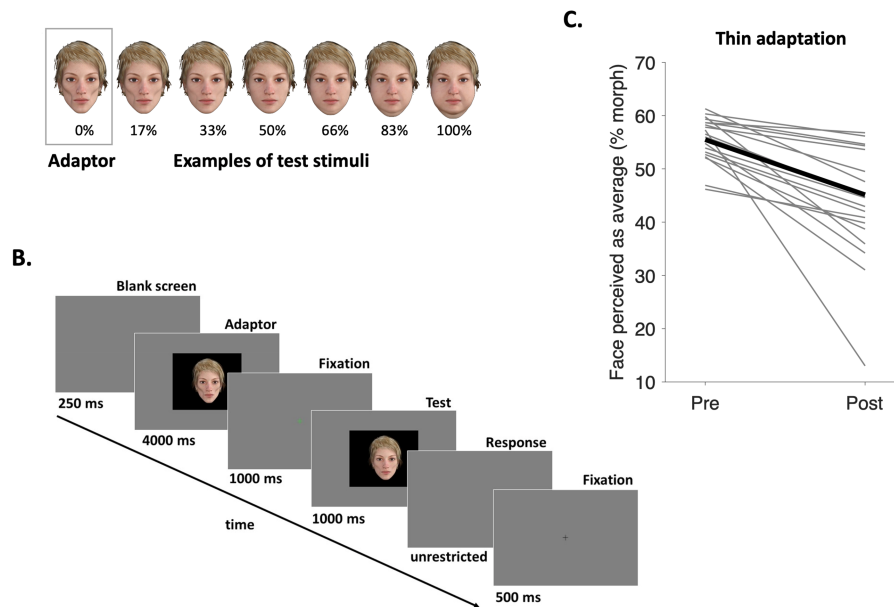 0% 17% 33% 50% 66% 83% 100%
Adaptor Examples of test stimuli
B.
Blank screen
250 ms
Adaptor
4000 ms
Fixation
1000 ms
Test
1000 ms
Response
unrestricted
Fixation
500 ms
time
C.
Thin adaptation
Face perceived as average (% morph)
70
60
50
40
30
20
10
Pre Post